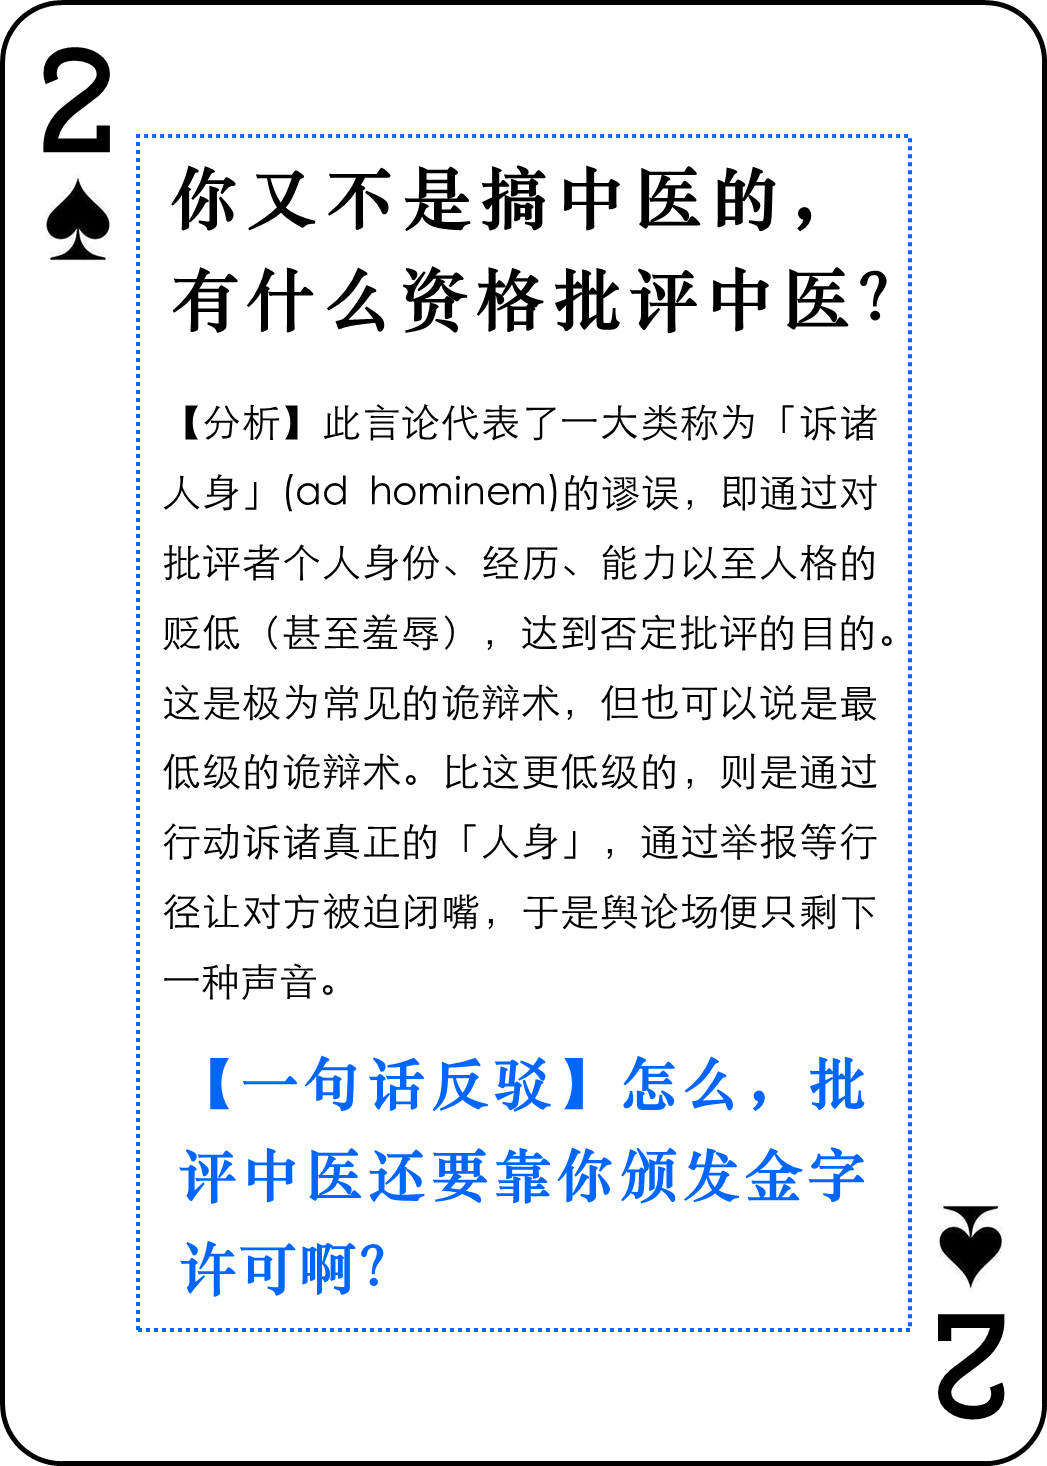 2
你又不是搞中医的，
有什么资格批评中医？
【分析】此言论代表了一大类称为「诉诸
人身」(ad hominem)的谬误，即通过对
批评者个人身份、经历、能力以至人格的
贬低（甚至羞辱），达到否定批评的目的。
这是极为常见的诡辩术，但也可以说是最
低级的诡辩术。比这更低级的，则是通过
行动诉诸真正的「人身」，通过举报等行
径让对方被迫闭嘴，于是舆论场便只剩下
一种声音。
【一句话反驳】怎么，批
评中医还要靠你颁发金字
许可啊？
2